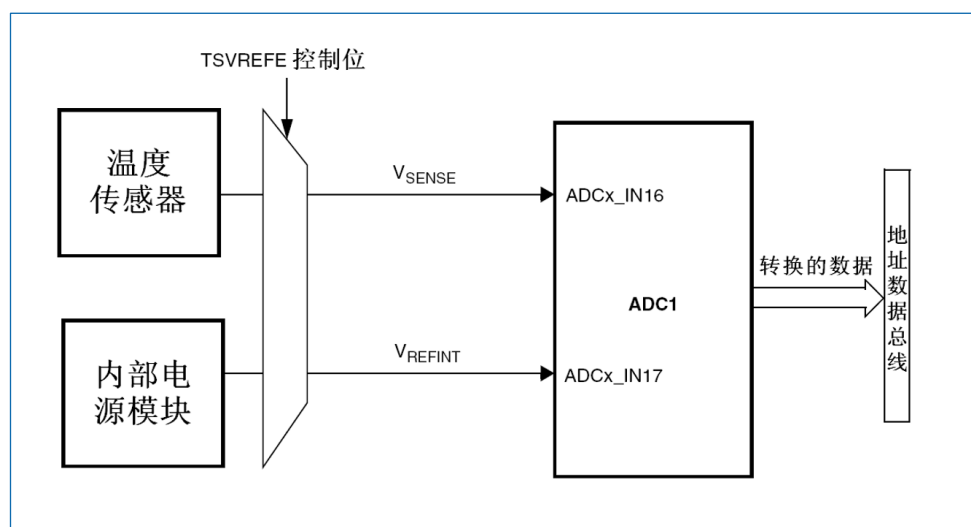 TSVREFE 控制位
温度
传感器
VSENSE
ADCx_IN16
转换的数据
地址数据总线
ADC1
内部电
源模块
VREFINT
ADCx_IN17